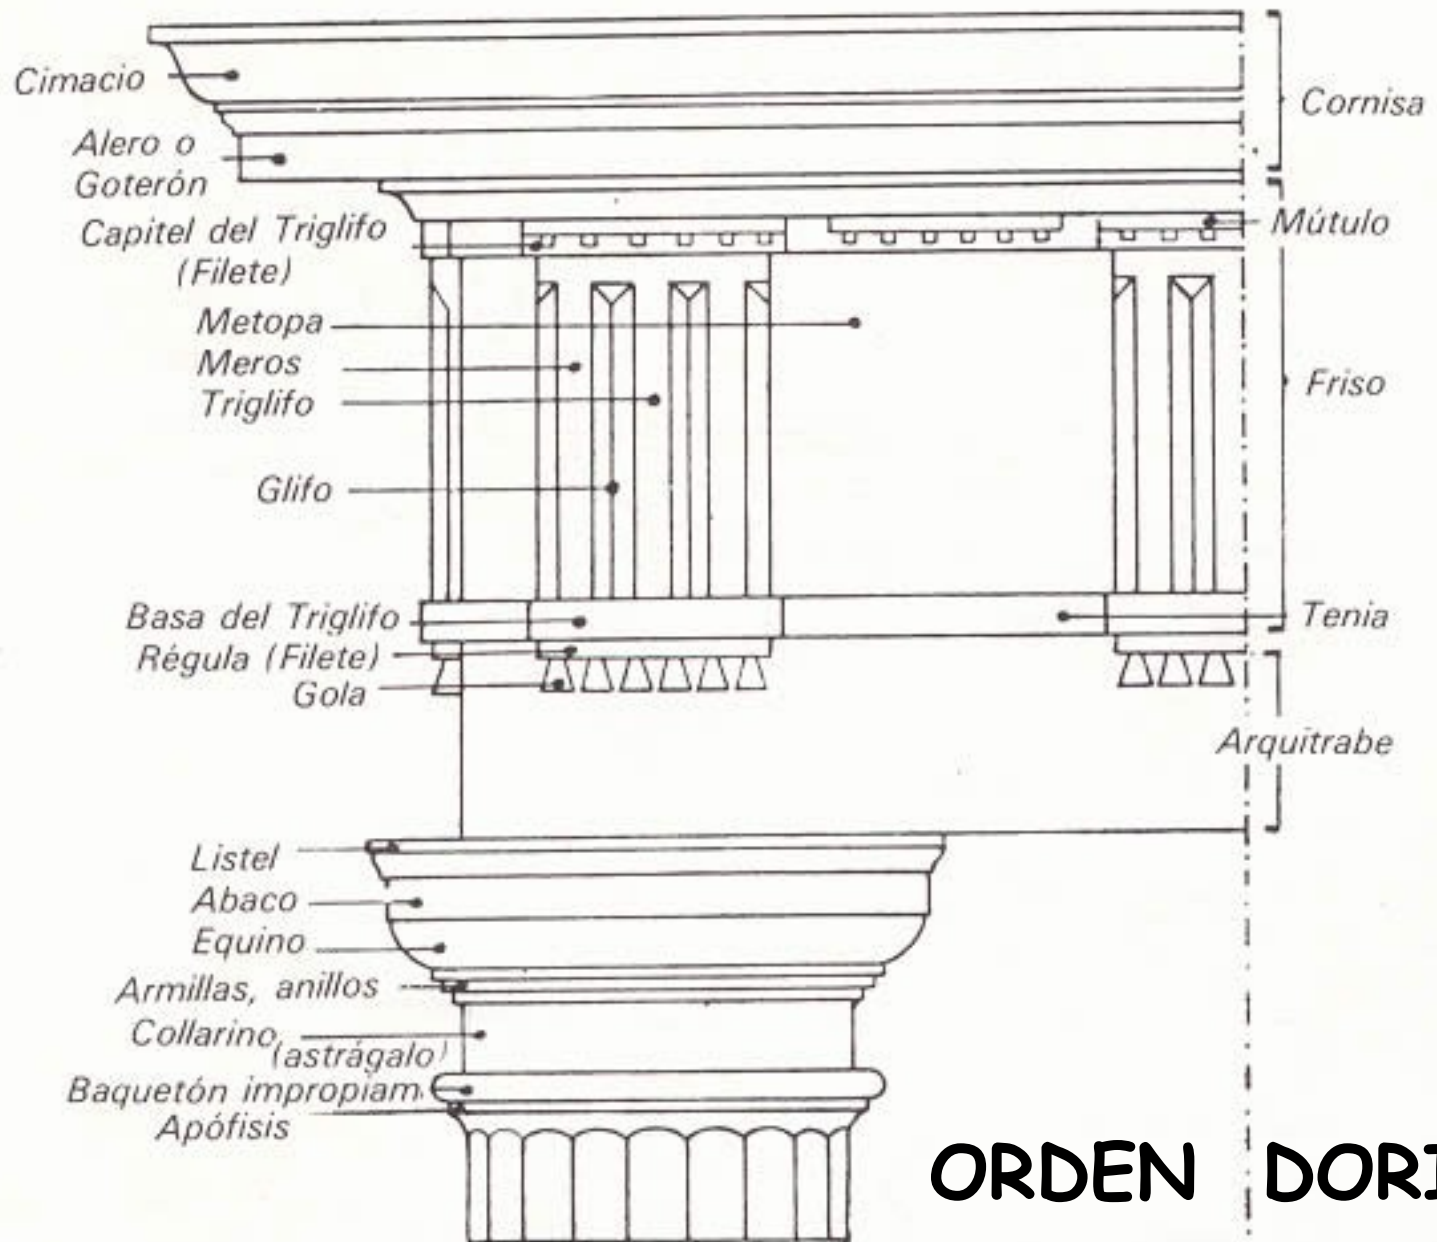 Cimacio
Cornisa
Alero o
Goterón
Capitel del Triglifo
(Filete)
Mútulo
Metopa
Meros
Triglifo
Friso
Glifo
Basa del Triglifo
Tenia
Régula (Filete)
Gola
Arquitrabe
Listel
Abaco
Equino
Armillas, anillos
Collarino
(astrágalo)
Baquetón impropiam
Apófisis
ORDEN DORI